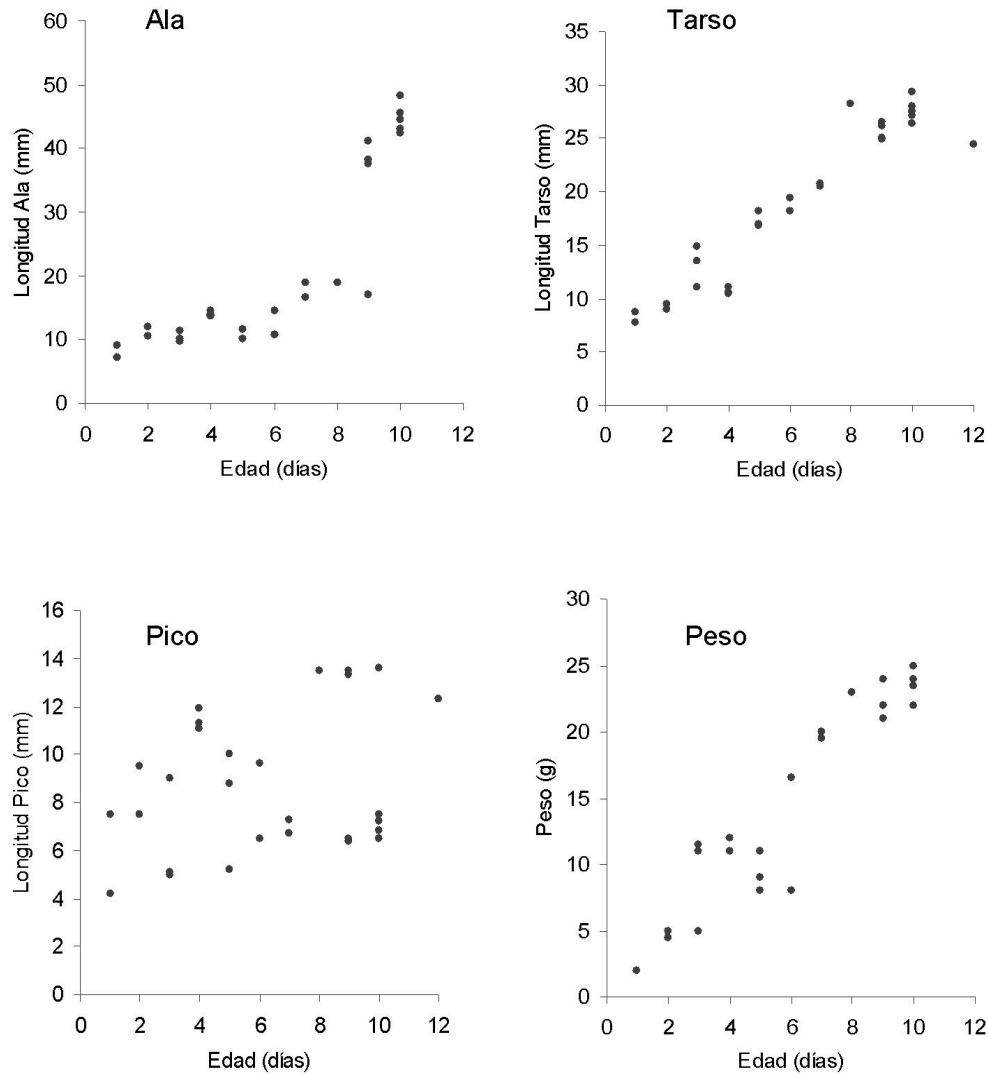 Ala
60
50
40
30
20
10
0
Longitud Ala (mm)
0 2 4 6 8 10 12
Edad (días)
Tarso
35
30
25
20
15
10
5
0
Longitud Tarso (mm)
0 2 4 6 8 10 12
Edad (días)
Pico
16
14
12
10
8
6
4
2
0
Longitud Pico (mm)
0 2 4 6 8 10 12
Edad (días)
Peso
30
25
20
15
10
5
0
Peso (g)
0 2 4 6 8 10 12
Edad (días)